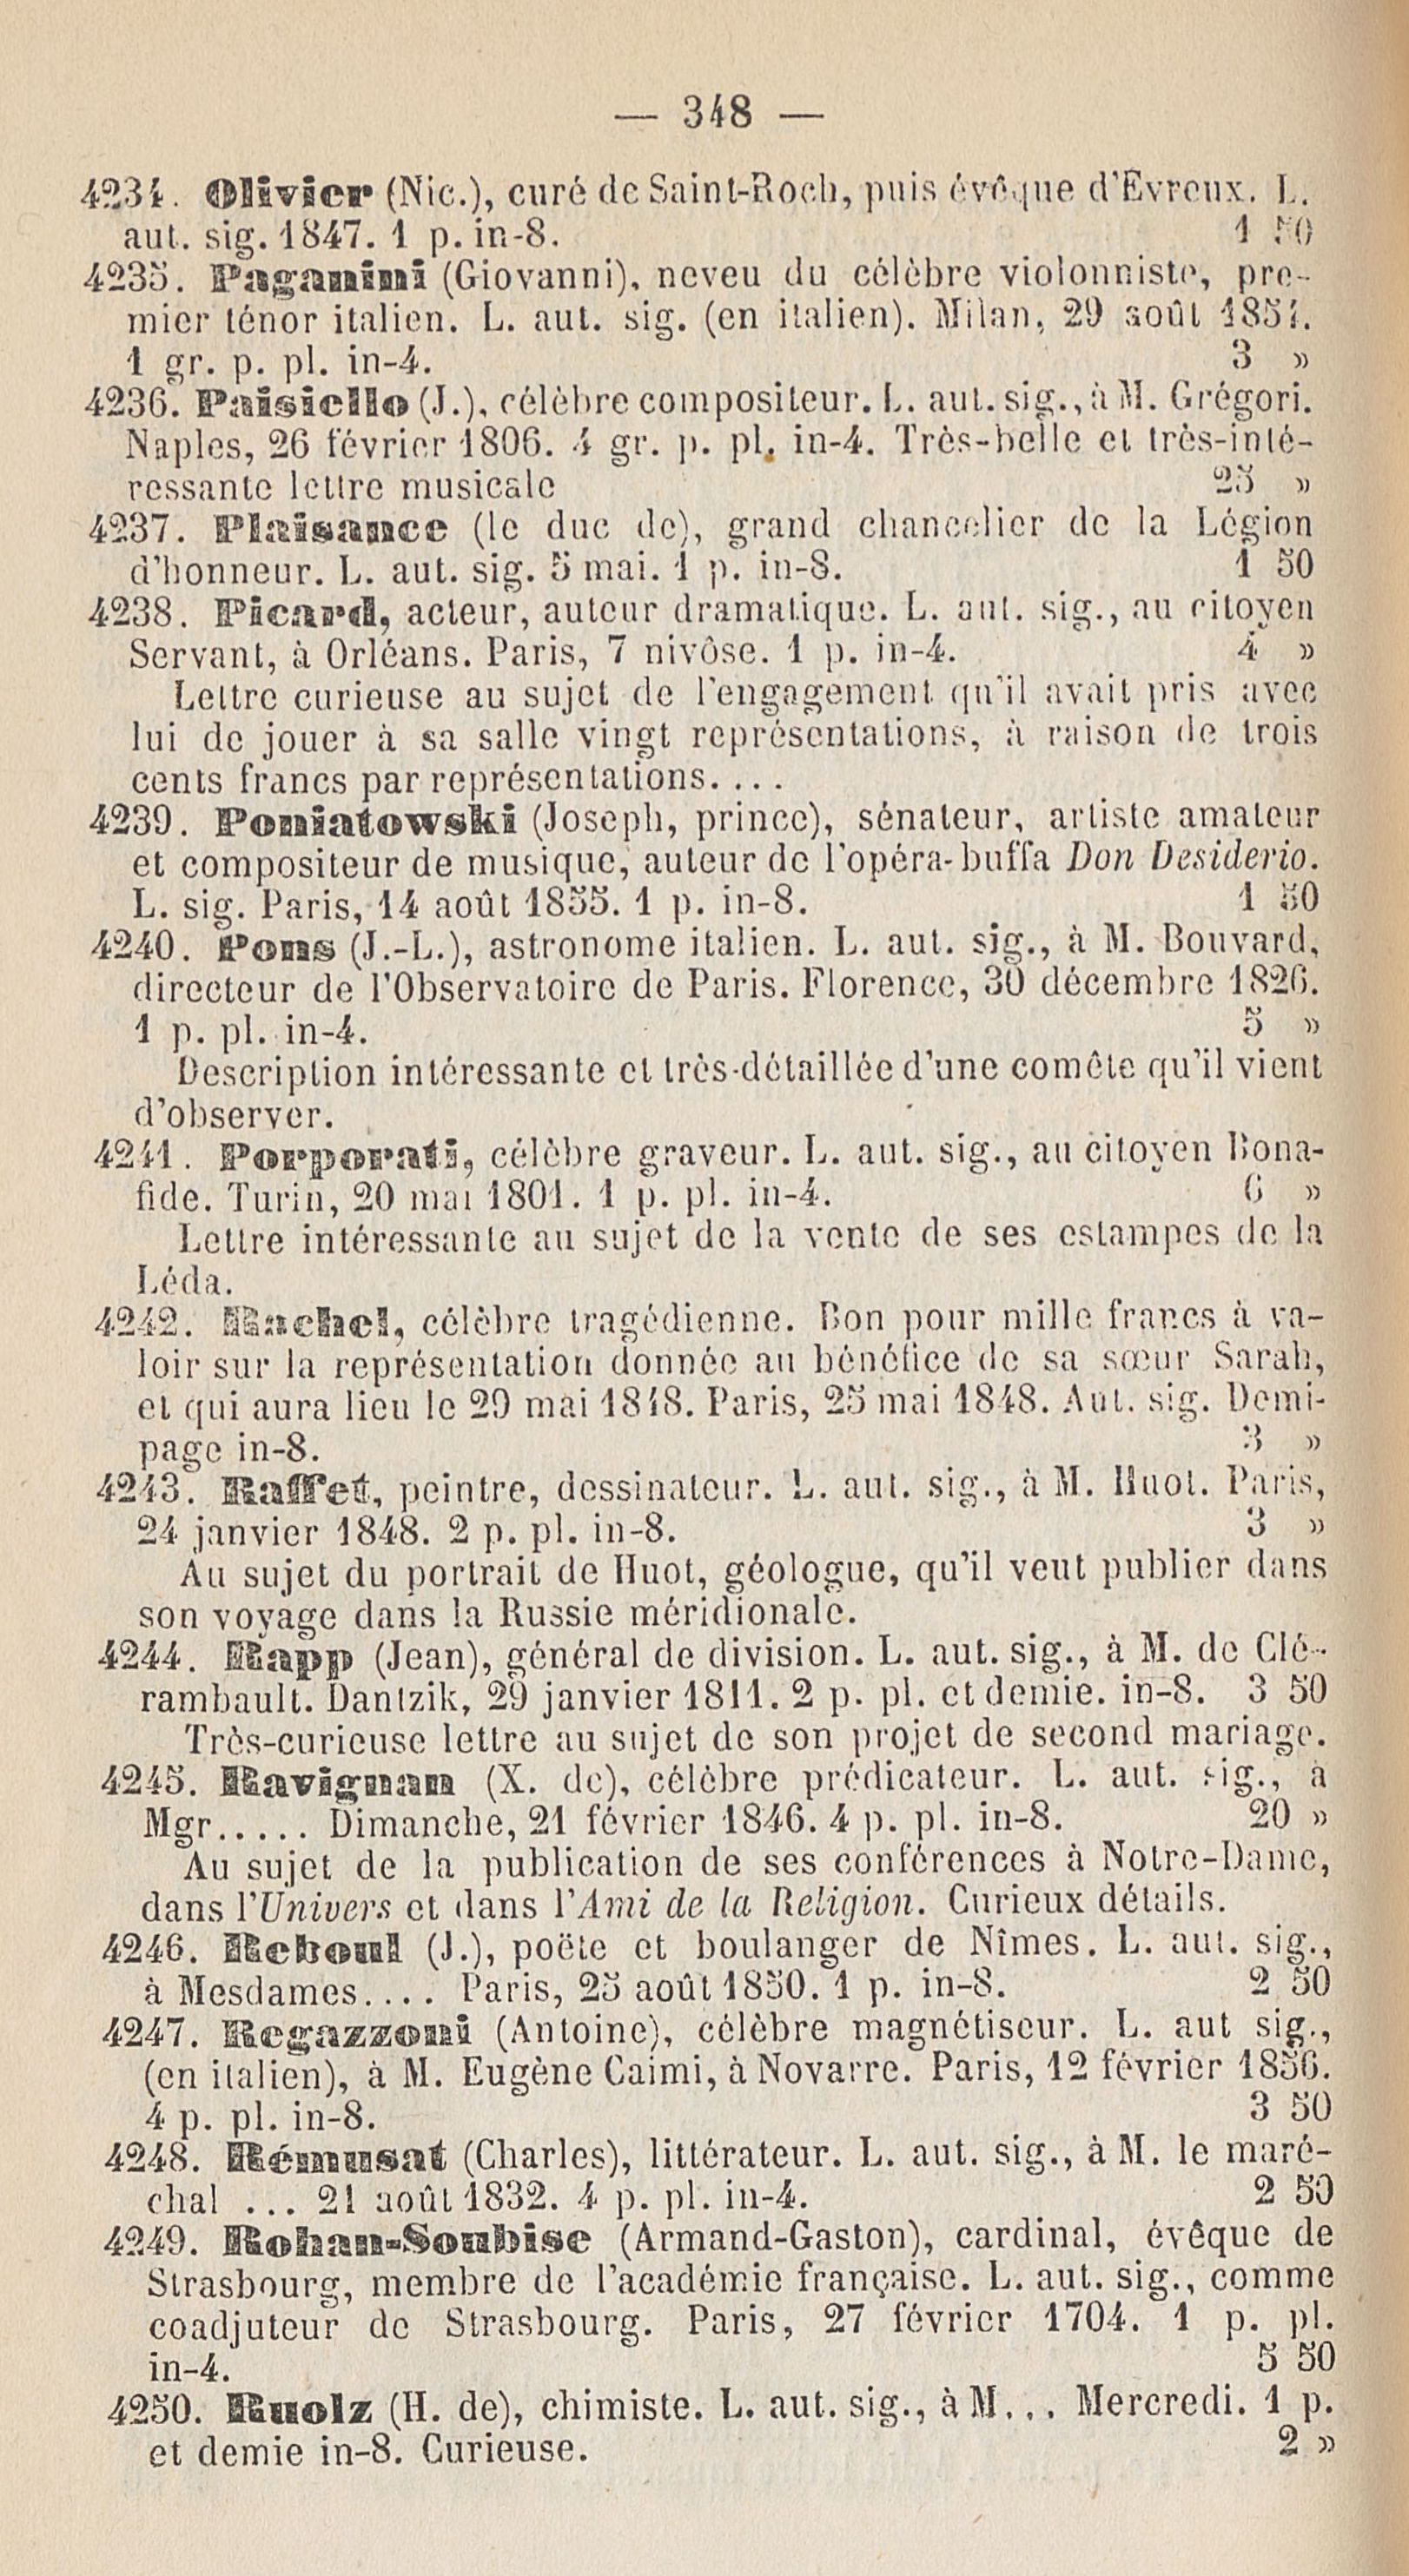 — 348 —
4234. Olivier (Nic.), curé de Saint-Roch, puis évêque d'Évreux. L.
aut. sig. 1847. 1 p. in-8. 1 50
4235. Paganini (Giovanni), neveu du célèbre violonniste, pre-
mier ténor italien. L. aut. sig. (en italien). Milan, 29 août 1857.
1 gr. p. pl. in-4. 3 »
4236. Paisiello (J.), célèbre compositeur. L. aut. sig., à M. Grégori.
Naples, 26 février 1806. 4 gr. p. pl. in-4. Très-belle et très-inté-
ressante lettre musicale 25 »
4237. Plaisance (le duc de), grand chancelier de la Légion
d'honneur. L. aut. sig. 5 mai. 1 p. in-8. 1 50
4238. Picard, acteur, auteur dramatique. L. aut. sig., au citoyen
Servant, à Orléans. Paris, 7 nivôse. 1 p. in-4. 4 »
Lettre curieuse au sujet de l'engagement qu'il avait pris avec
lui de jouer à sa salle vingt représentations, à raison de trois
cents francs par représentations....
4239. Poniatowski (Joseph, prince), sénateur, artiste amateur
et compositeur de musique, auteur de l'opéra-buffa Don Desiderio.
L. sig. Paris, 14 août 1855. 1 p. in-8. 1 50
4240. Pons (J.-L.), astronome italien. L. aut. sig., à M. Bouvard,
directeur de l'Observatoire de Paris. Florence, 30 décembre 1826.
1 p. pl. in-4. 5 »
Description intéressante et très-détaillée d'une comête qu'il vient
d'observer.
4241. Porporati, célèbre graveur. L. aut. sig., au citoyen Bona-
fide. Turin, 20 mai 1801. 1 p. pl. in-4. 6 »
Lettre intéressante au sujet de la vente de ses estampes de la
Léda.
4242. Rachel, célèbre tragédienne. Bon pour mille francs à va-
loir sur la représentation donnée au bénéfice de sa sœur Sarah,
et qui aura lieu le 29 mai 1848. Paris, 25 mai 1848. Aut. sig. Demi-
page in-8. 3 »
4243. Raffet, peintre, dessinateur. L. aut. sig., à M. Huot. Paris,
24 janvier 1848. 2 p. pl. in-8. 3 »
Au sujet du portrait de Huot, géologue, qu'il veut publier dans
son voyage dans la Russie méridionale.
4244. Rapp (Jean), général de division. L. aut. sig., à M. de Clé-
rambault. Dantzik, 29 janvier 1811. 2 p. pl. et demie. in-8. 3 50
Très-curieuse lettre au sujet de son projet de second mariage.
4245. Ravignan (X. de), célèbre prédicateur. L. aut. sig., à
Mgr..... Dimanche, 21 février 1846. 4 p. pl. in-8. 20 »
Au sujet de la publication de ses conférences à Notre-Dame,
dans l'Univers et dans l'Ami de la Religion. Curieux détails.
4246. Reboul (J.), poëte et boulanger de Nîmes. L. aut. sig.,
à Mesdames.... Paris, 25 août 1850. 1 p. in-8. 2 50
4247. Regazzoni (Antoine), célèbre magnétiseur. L. aut sig.,
(en italien), à M. Eugène Caimi, à Novarre. Paris, 12 février 1856.
4 p. pl. in-8. 3 50
4248. Rémusat (Charles), littérateur. L. aut. sig., à M. le maré-
chal ... 21 août 1832. 4 p. pl. in-4. 2 50
4249. Rohan-Soubise (Armand-Gaston), cardinal, évêque de
Strasbourg, membre de l'académie française. L. aut. sig., comme
coadjuteur de Strasbourg. Paris, 27 février 1704. 1 p. pl.
in-4. 5 50
4250. Ruolz (H. de), chimiste. L. aut. sig., à M... Mercredi. 1 p.
et demie in-8. Curieuse. 2 »